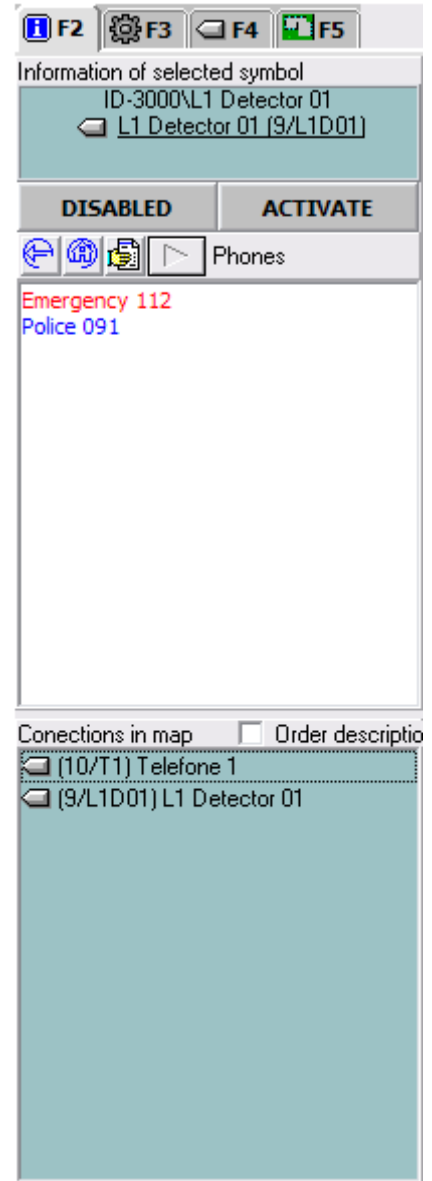 F2 F3 F4 F5
Information of selected symbol
ID-3000\L1 Detector 01
L1 Detector 01 (9/L1D01)
DISABLED ACTIVATE
Phones
Emergency 112
Police 091
Conections in map Order descriptio
(10/T1) Telefone 1
(9/L1D01) L1 Detector 01